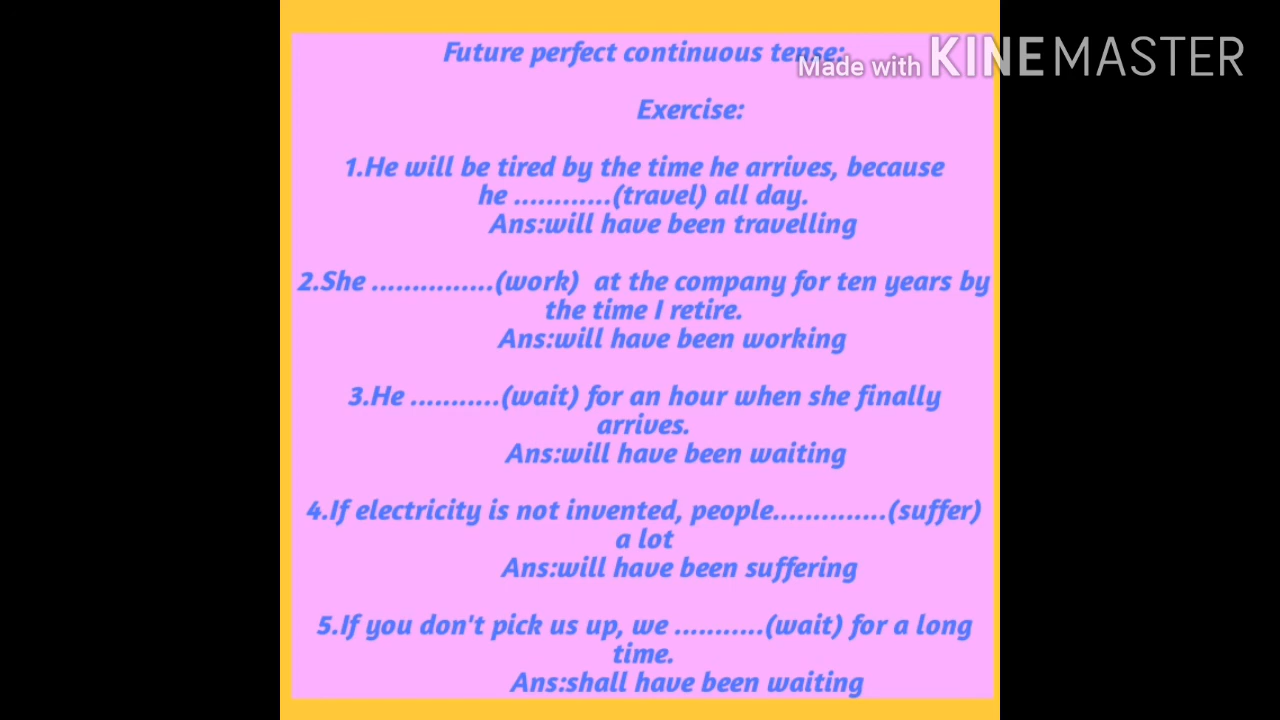 Future perfect continuous tense:
Made with KINEMASTER
Exercise:
1.He will be tired by the time he arrives, because
he ............(travel) all day.
Ans:will have been travelling
2.She ...............(work)  at the company for ten years by
the time I retire.
Ans:will have been working
3.He ...........(wait) for an hour when she finally
arrives.
Ans:will have been waiting
4.If electricity is not invented, people..............(suffer)
a lot
Ans:will have been suffering
5.If you don't pick us up, we ...........(wait) for a long
time.
Ans:shall have been waiting